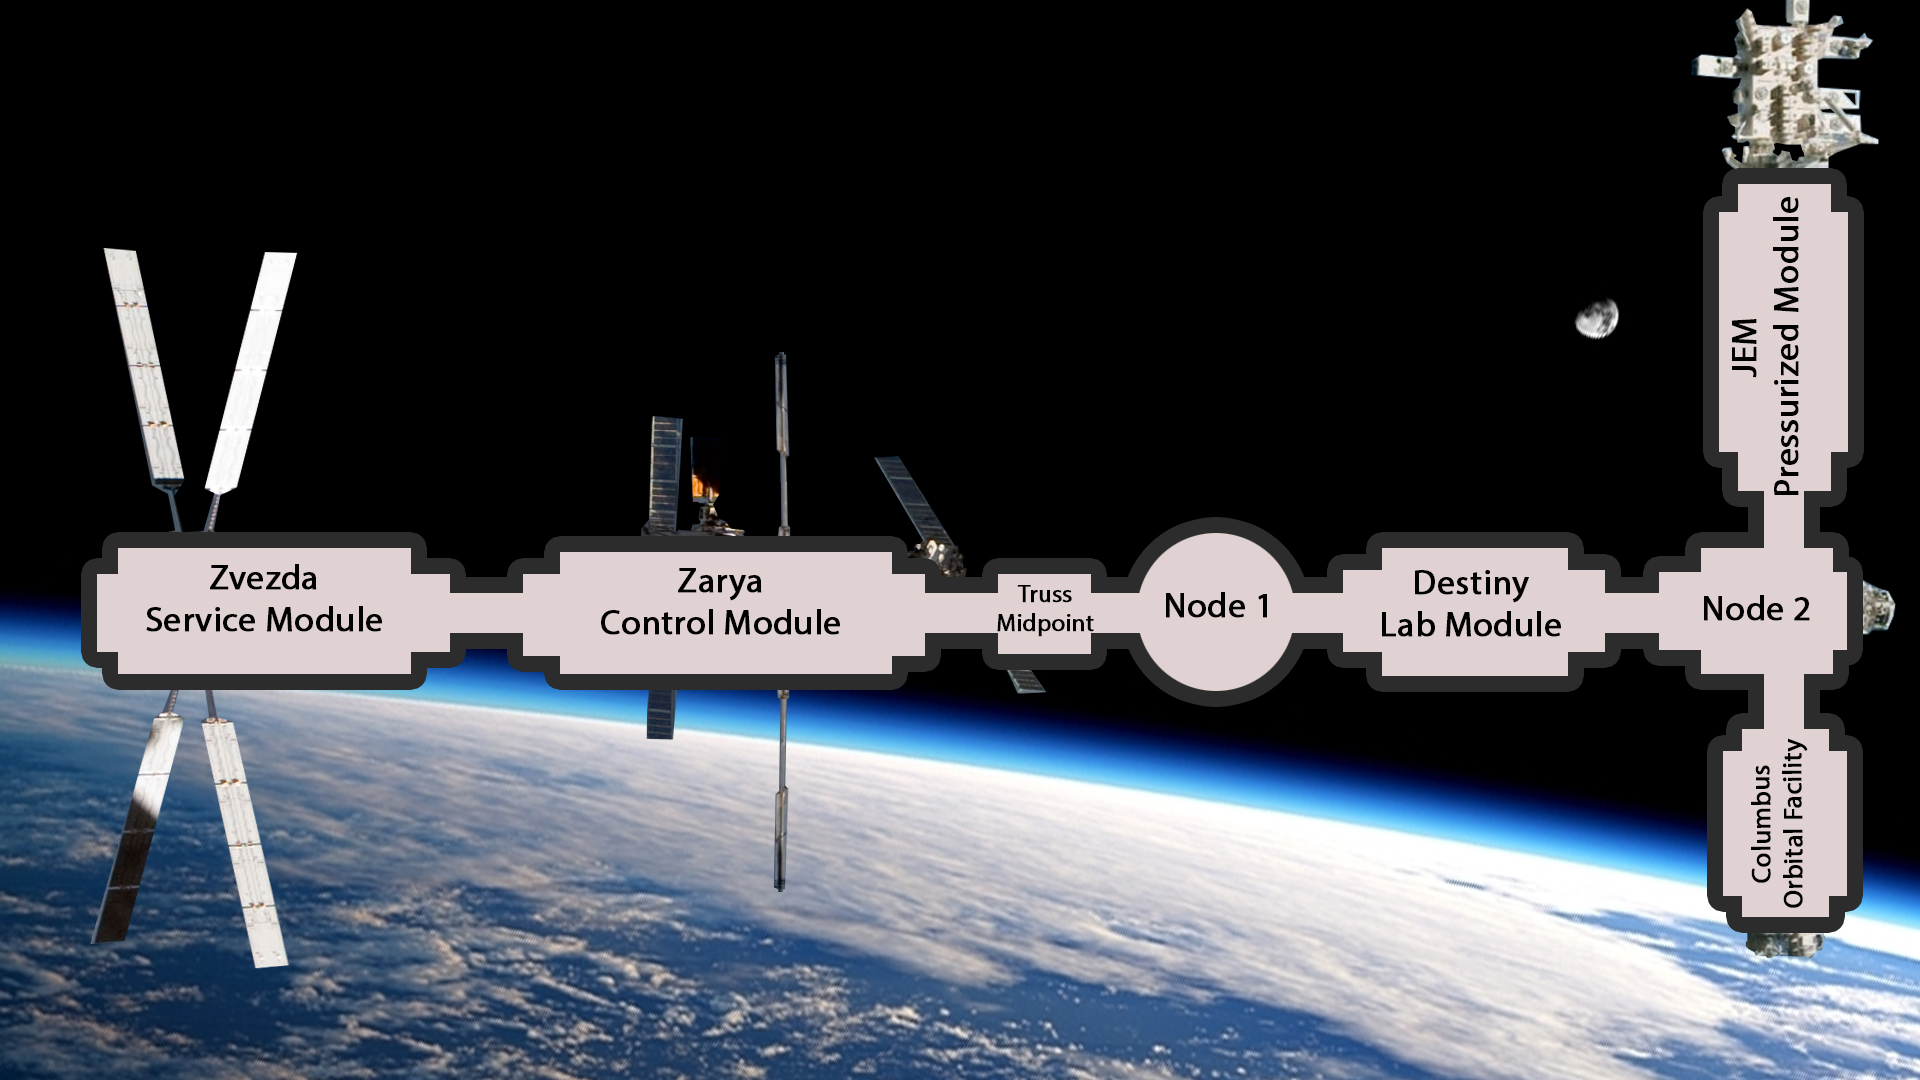 Zvezda
Service Module
Zarya
Control Module
Truss
Midpoint
Node 1
Destiny
Lab Module
Node 2
JEM
Pressurized Module
Columbus
Orbital Facility